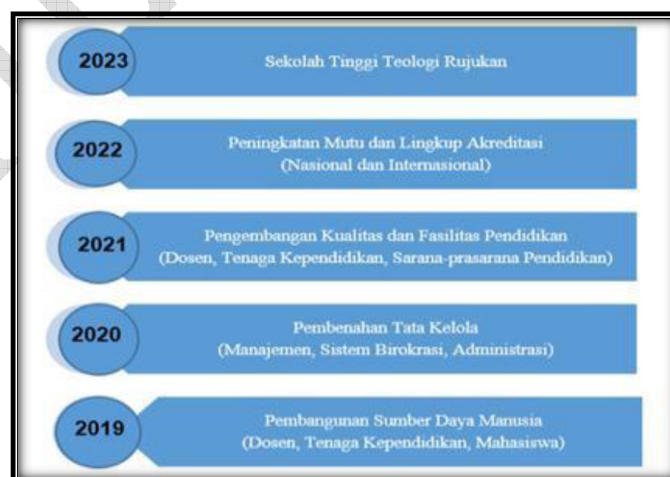 2023
Sekolah Tinggi Teologi Rujukan
2022
Peningkatan Mutu dan Lingkup Akreditasi
(Nasional dan Internasional)
2021
Pengembangan Kualitas dan Fasilitas Pendidikan
(Dosen, Tenaga Kependidikan, Sarana-prasarana Pendidikan)
2020
Pembenahan Tata Kelola
(Manajemen, Sistem Birokrasi, Administrasi)
2019
Pembangunan Sumber Daya Manusia
(Dosen, Tenaga Kependidikan, Mahasiswa)